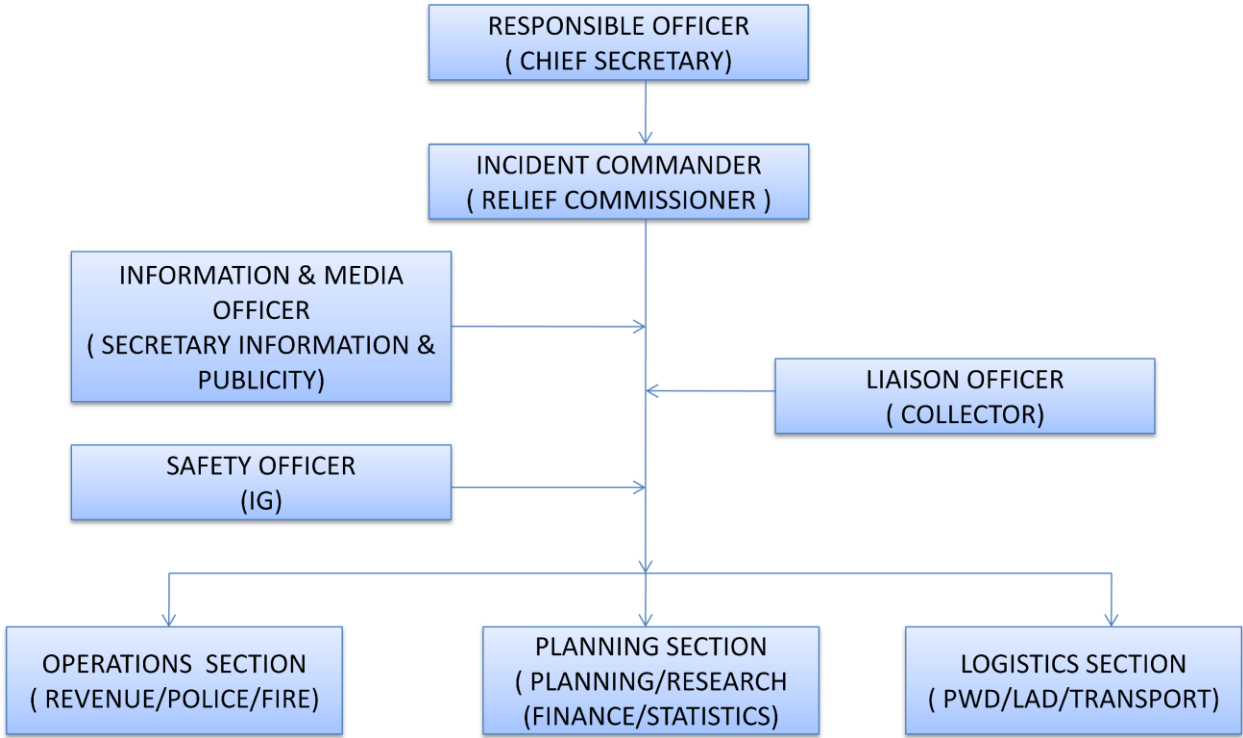 RESPONSIBLE OFFICER
( CHIEF SECRETARY)
INCIDENT COMMANDER
( RELIEF COMMISSIONER )
INFORMATION & MEDIA
OFFICER
( SECRETARY INFORMATION &
PUBLICITY)
LIAISON OFFICER
( COLLECTOR)
SAFETY OFFICER
(IG)
OPERATIONS  SECTION
( REVENUE/POLICE/FIRE)
PLANNING SECTION
( PLANNING/RESEARCH
(FINANCE/STATISTICS)
LOGISTICS SECTION
( PWD/LAD/TRANSPORT)